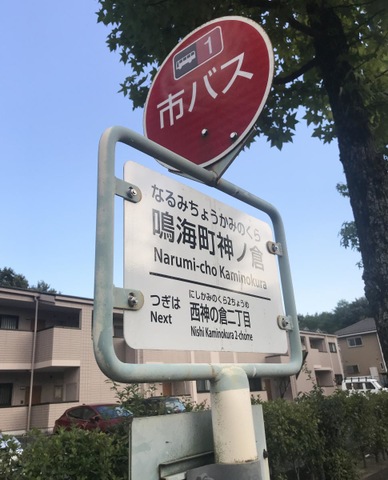 1
市バス
なるみちょうかみのくら
鳴海町神ノ倉
Narumi-cho Kaminokura
つぎは
Next
にしかみのくら2ちょうめ
西神の倉二丁目
Nishi Kaminokura 2-chome